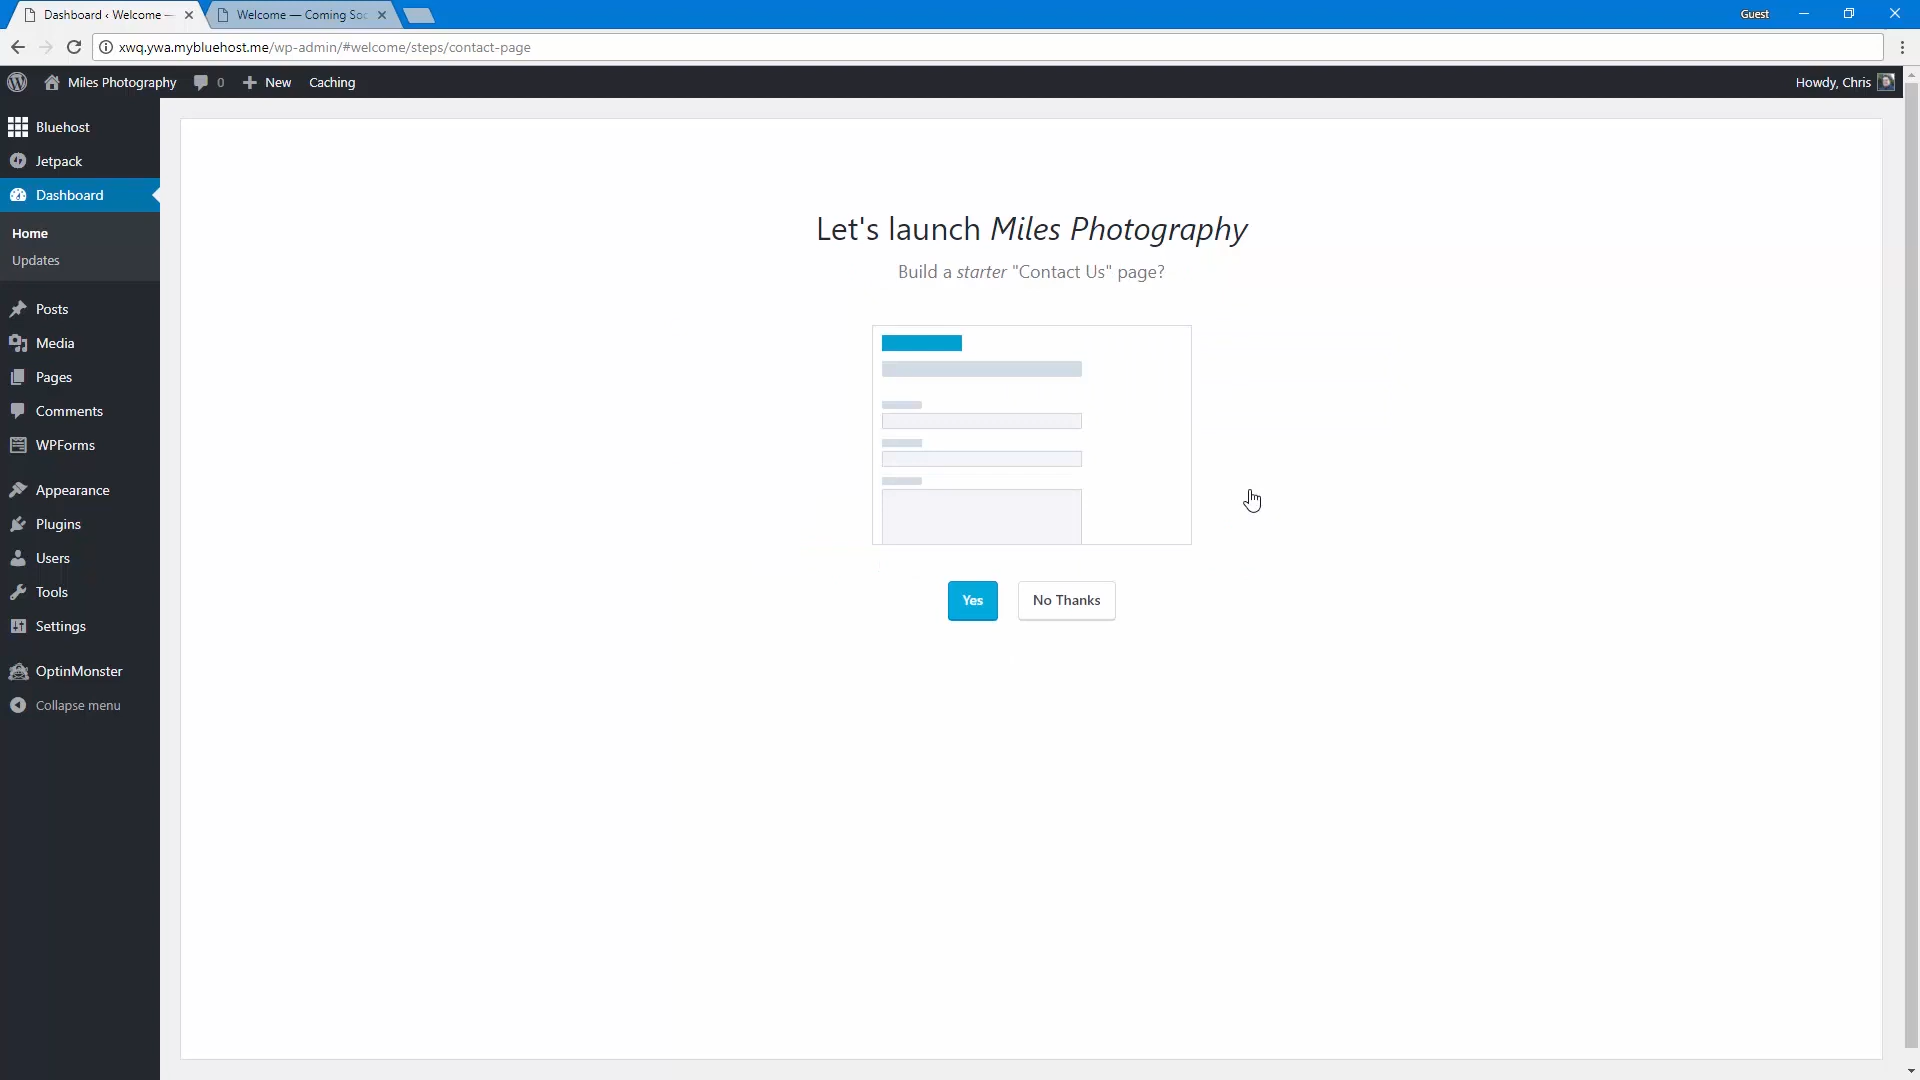 Dashboard ‹ Welcome —
Welcome — Coming Soo
Guest
xwq.ywa.mybluehost.me/wp-admin/#welcome/steps/contact-page
Miles Photography
0
New
Caching
Howdy, Chris
Bluehost
Jetpack
Dashboard
Home
Updates
Posts
Media
Pages
Comments
WPForms
Appearance
Plugins
Users
Tools
Settings
OptinMonster
Collapse menu
Let's launch Miles Photography
Build a starter "Contact Us" page?
Yes
No Thanks